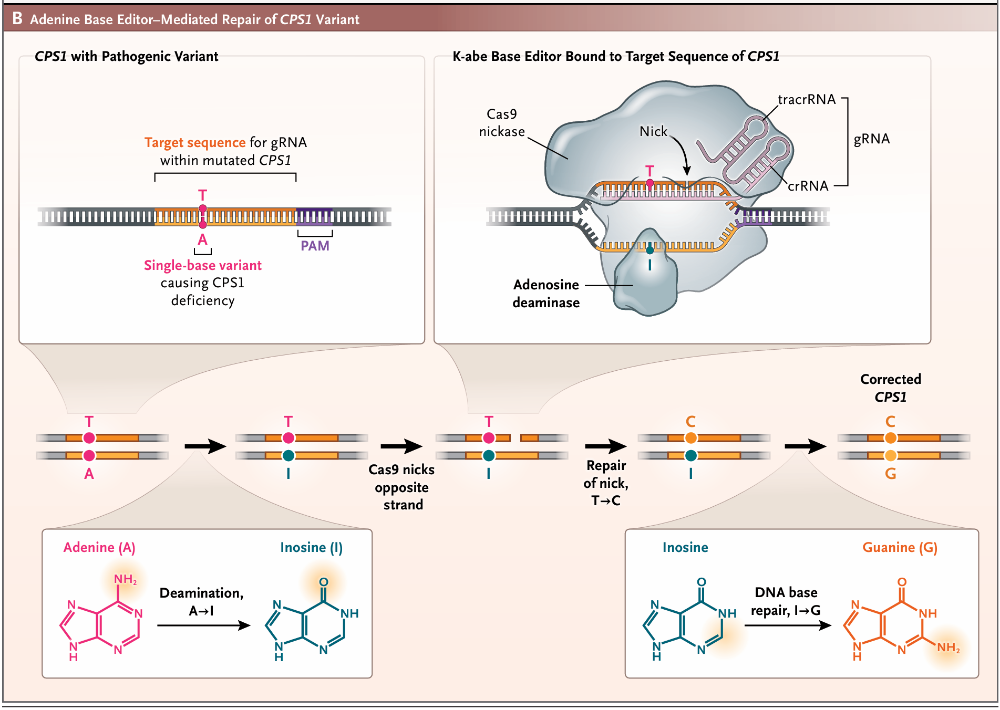 B Adenine Base Editor–Mediated Repair of CPS1 Variant
CPS1 with Pathogenic Variant
Target sequence for gRNA
within mutated CPS1
T
A
PAM
Single-base variant
causing CPS1
deficiency
K-abe Base Editor Bound to Target Sequence of CPS1
Cas9
nickase
Nick
tracrRNA
gRNA
crRNA
T
I
Adenosine
deaminase
T
A
T
I
Cas9 nicks
opposite
strand
T
I
Repair
of nick,
T→C
C
I
Corrected
CPS1
C
G
Adenine (A)
NH₂
N
N
N
N
H
Deamination,
A→I
Inosine (I)
O
N
NH
N
N
H
Inosine
O
N
NH
N
N
H
DNA base
repair, I→G
Guanine (G)
O
N
NH
N
N
H
NH₂